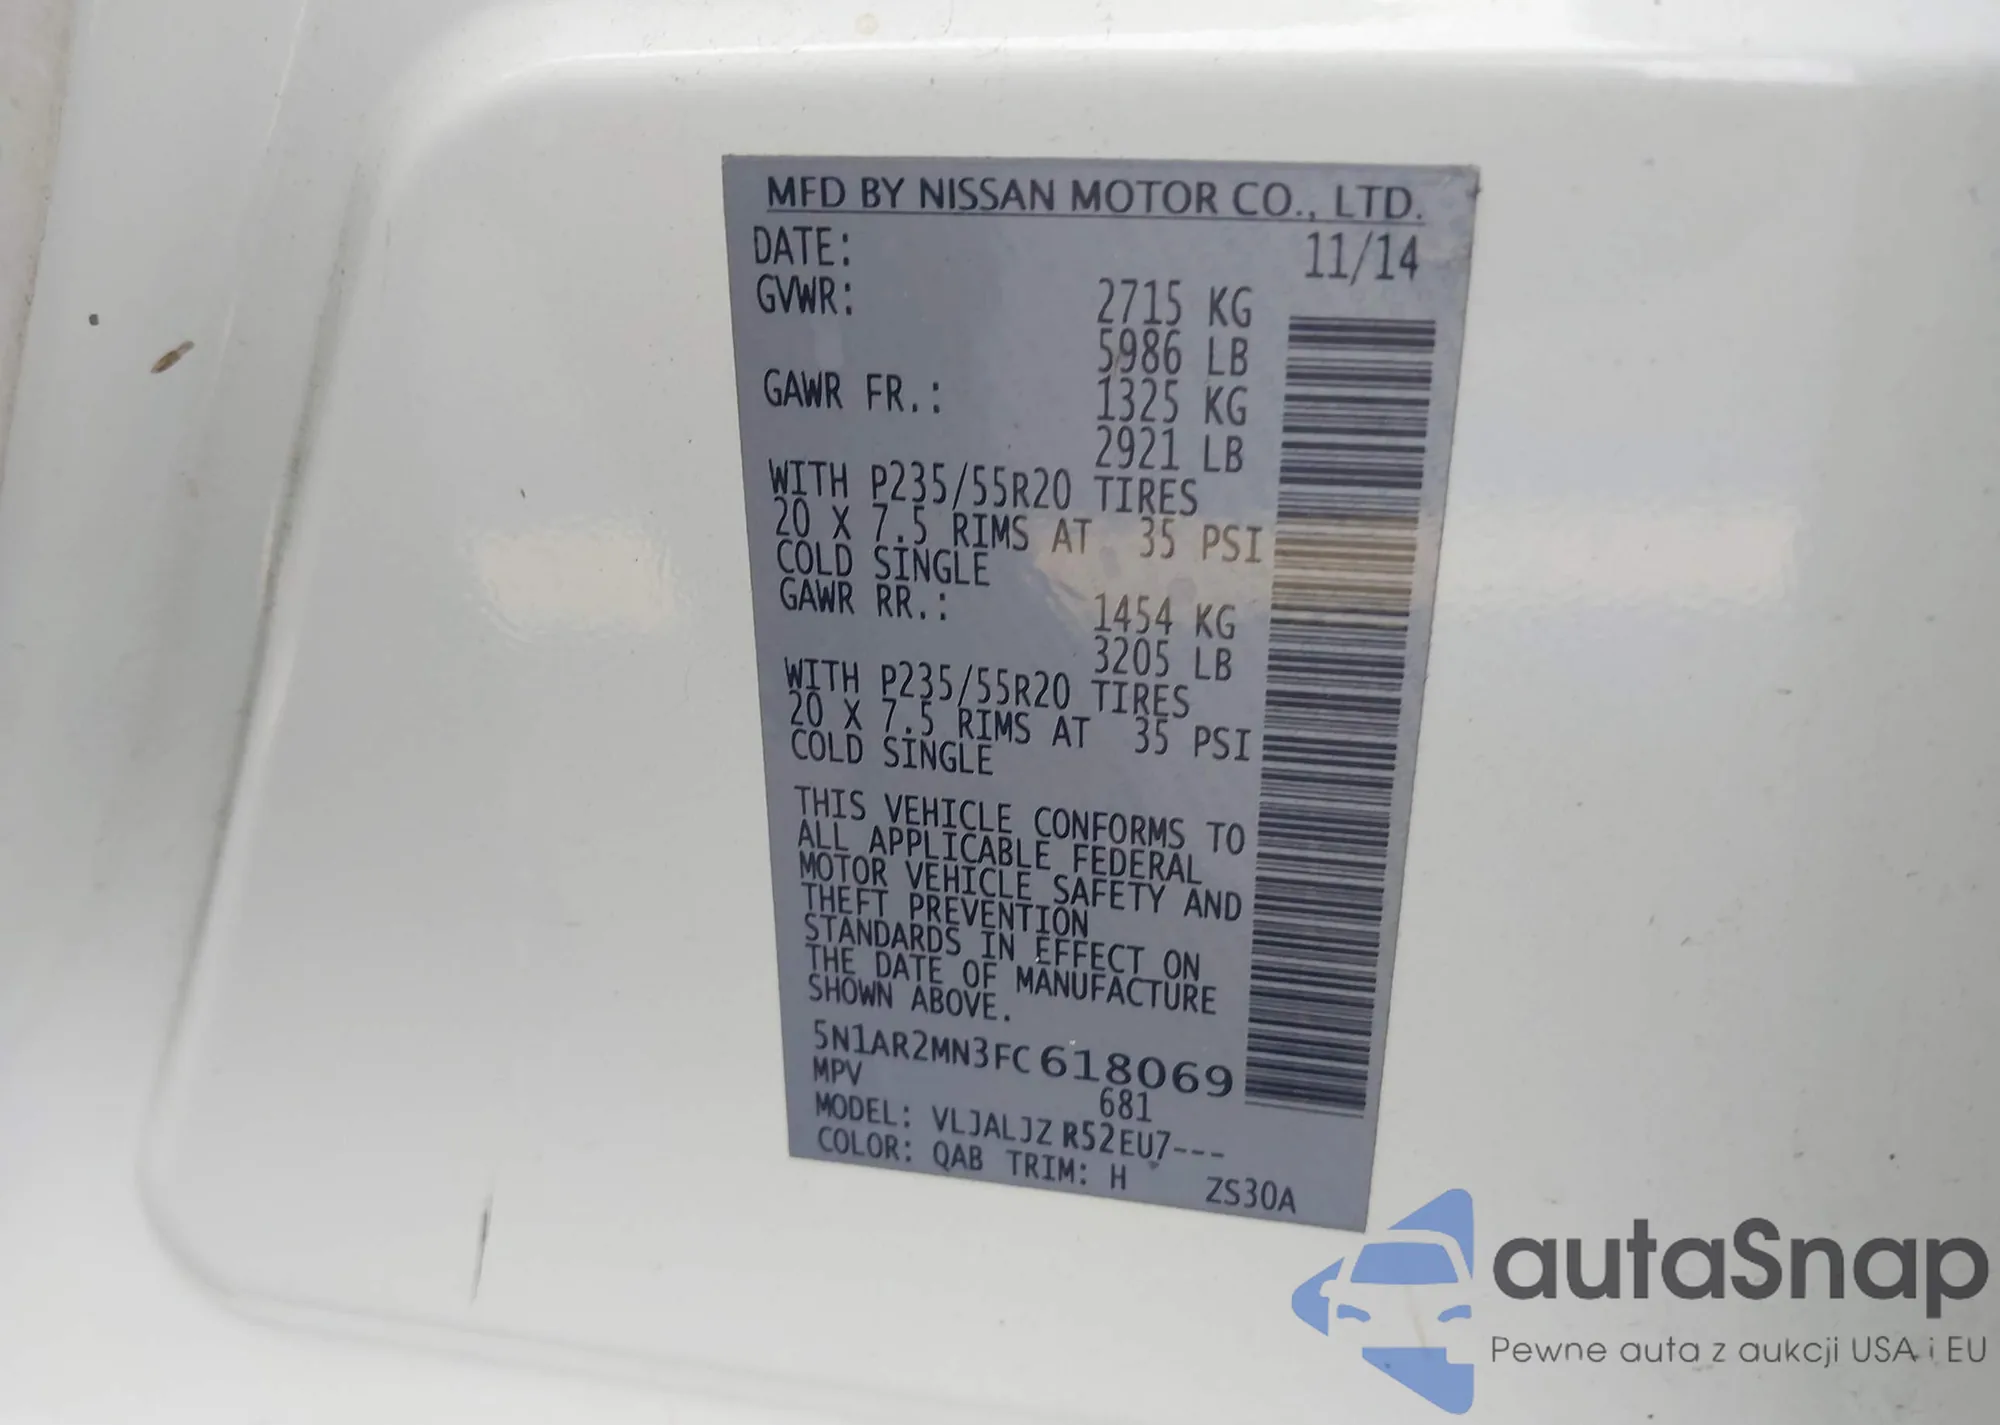 MFD BY NISSAN MOTOR CO., LTD.
DATE: 11/14
GVWR: 2715 KG
5986 LB
GAWR FR.: 1325 KG
2921 LB
WITH P235/55R20 TIRES
20 X 7.5 RIMS AT 35 PSI
COLD SINGLE
GAWR RR.: 1454 KG
3205 LB
WITH P235/55R20 TIRES
20 X 7.5 RIMS AT 35 PSI
COLD SINGLE
THIS VEHICLE CONFORMS TO
ALL APPLICABLE FEDERAL
MOTOR VEHICLE SAFETY AND
THEFT PREVENTION
STANDARDS IN EFFECT ON
THE DATE OF MANUFACTURE
SHOWN ABOVE.
5N1AR2MN3FC618069
MPV 681
MODEL: VLJALJZ R52EU7---
COLOR: QAB TRIM: H ZS30A
autaSnap
Pewne auta z aukcji USA i EU